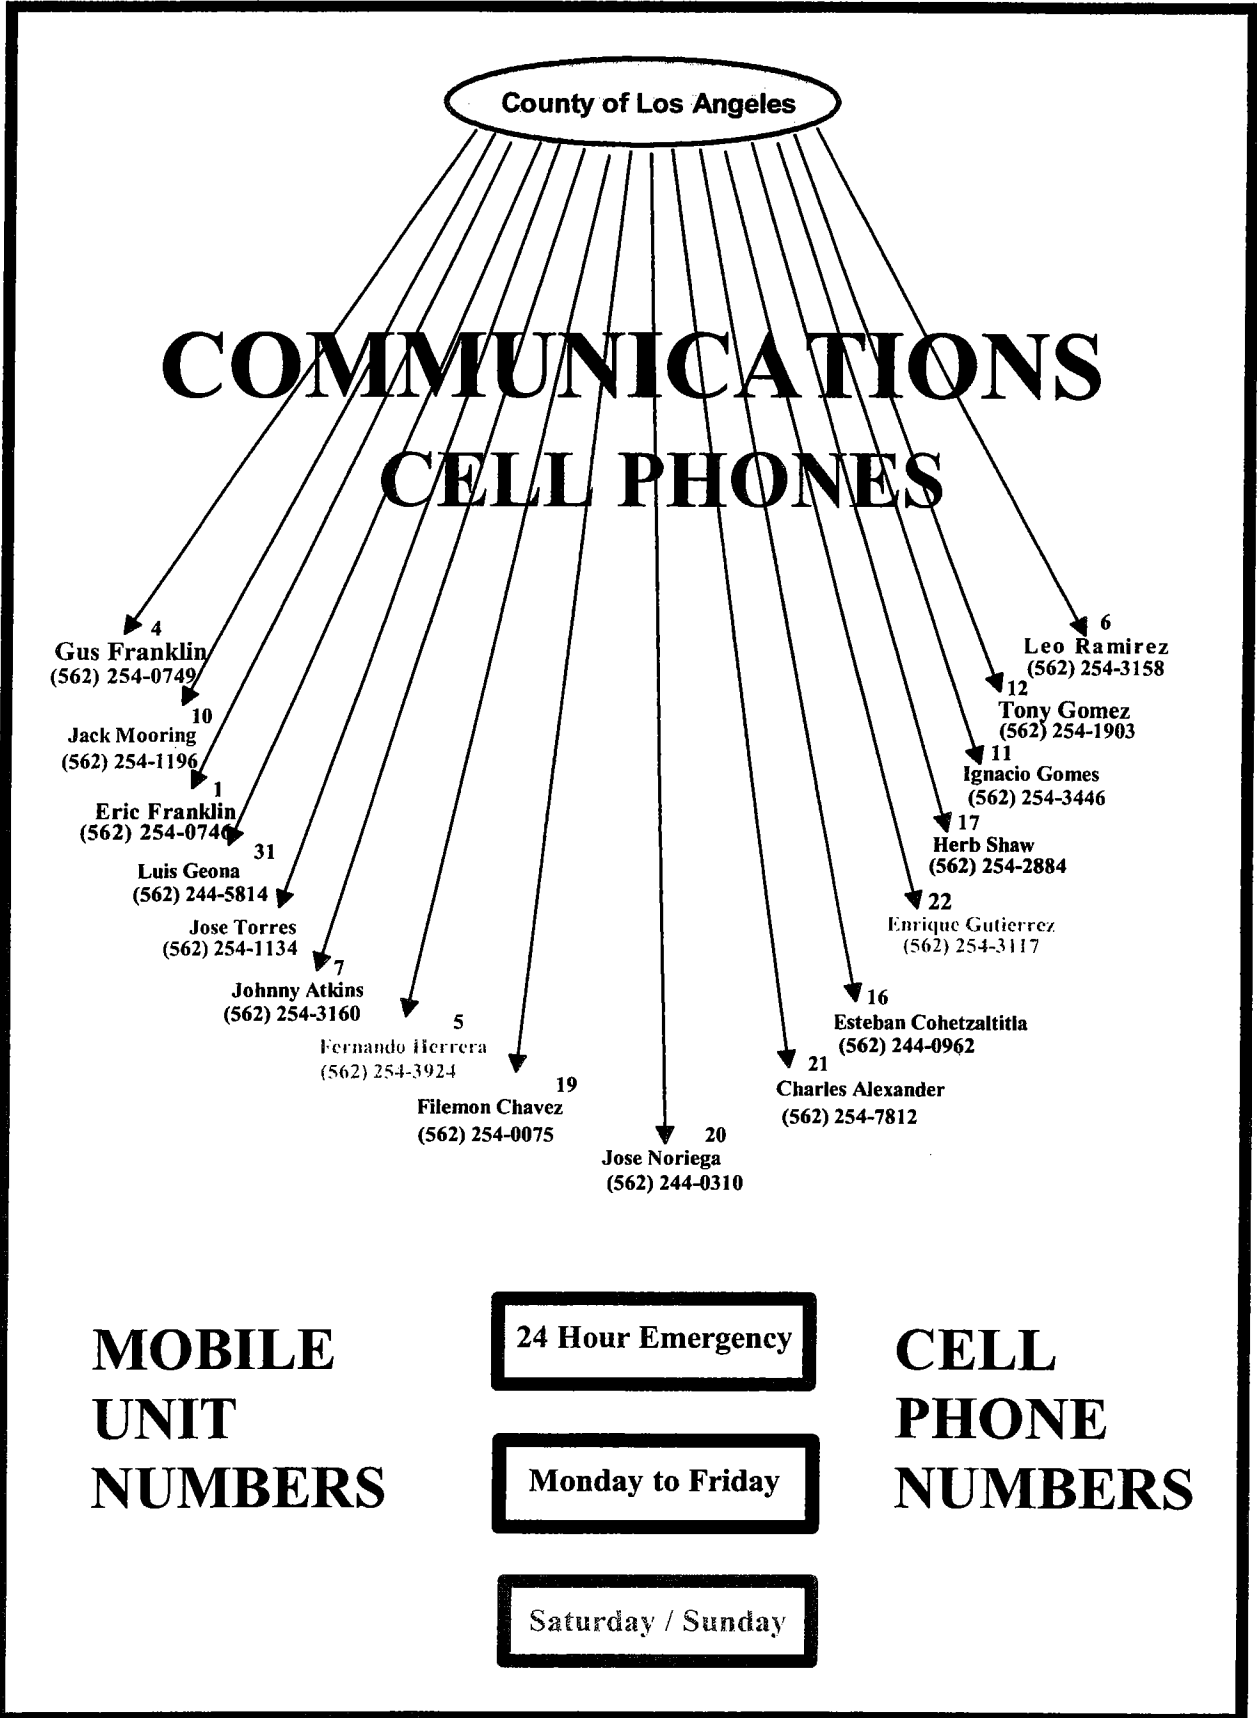 County of Los Angeles
COMMUNICATIONS
CELL PHONES
4
Gus Franklin
(562) 254-0749
10
Jack Mooring
(562) 254-1196
1
Eric Franklin
(562) 254-0746
31
Luis Geona
(562) 244-5814
Jose Torres
(562) 254-1134
7
Johnny Atkins
(562) 254-3160
5
Fernando Herrera
(562) 254-3924
19
Filemon Chavez
(562) 254-0075
20
Jose Noriega
(562) 244-0310
21
Charles Alexander
(562) 254-7812
16
Esteban Cohetzaltitla
(562) 244-0962
22
Enrique Gutierrez
(562) 254-3117
17
Herb Shaw
(562) 254-2884
11
Ignacio Gomes
(562) 254-3446
12
Tony Gomez
(562) 254-1903
6
Leo Ramirez
(562) 254-3158
MOBILE
UNIT
NUMBERS
24 Hour Emergency
Monday to Friday
Saturday / Sunday
CELL
PHONE
NUMBERS